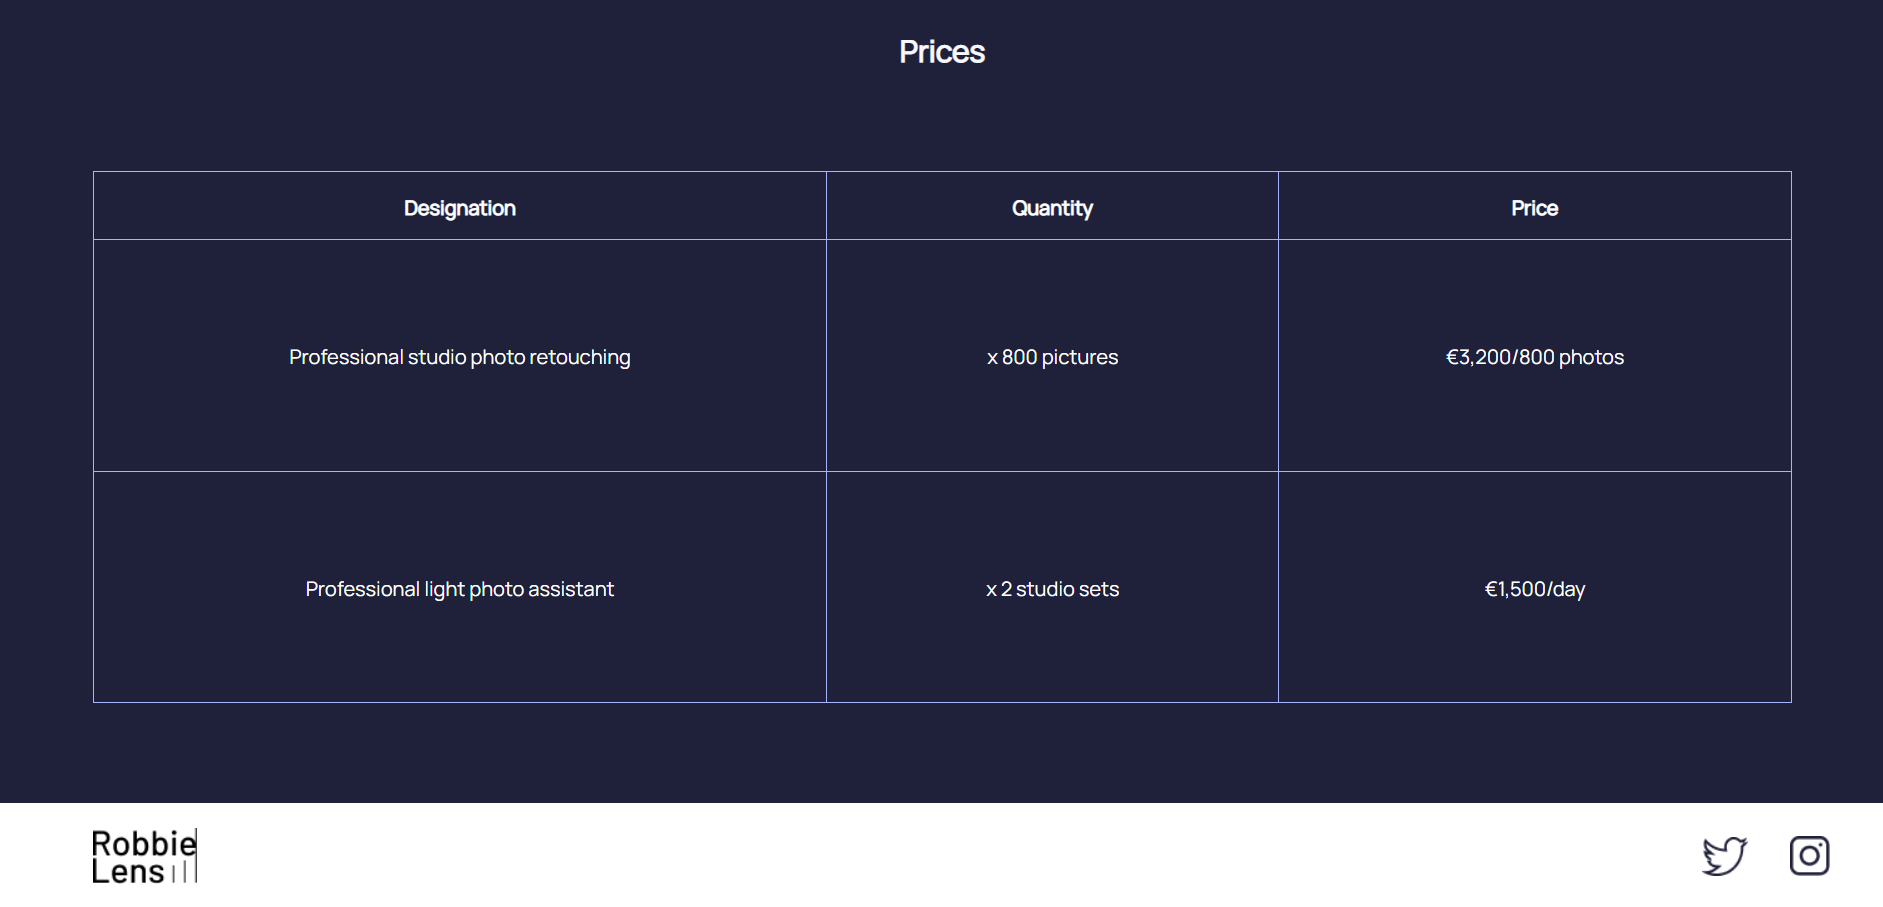 Prices
Designation Quantity Price
Professional studio photo retouching x 800 pictures €3,200/800 photos
Professional light photo assistant x 2 studio sets €1,500/day
Robbie
Lens